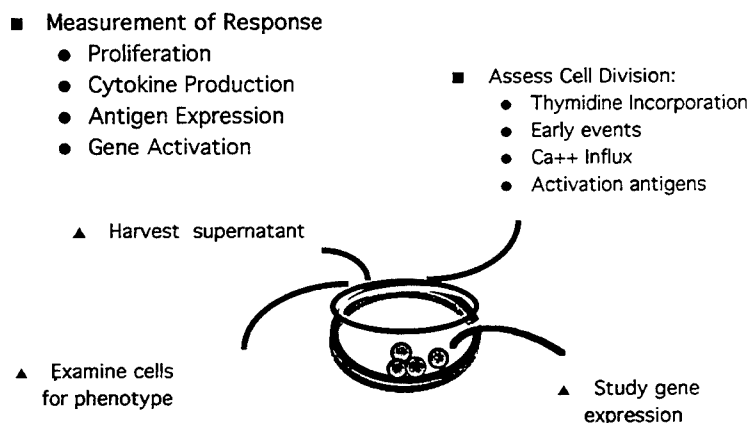 ■ Measurement of Response
● Proliferation
● Cytokine Production
● Antigen Expression
● Gene Activation
■ Assess Cell Division:
● Thymidine Incorporation
● Early events
● Ca++ Influx
● Activation antigens
▲ Harvest supernatant
▲ Examine cells
for phenotype
▲ Study gene
expression